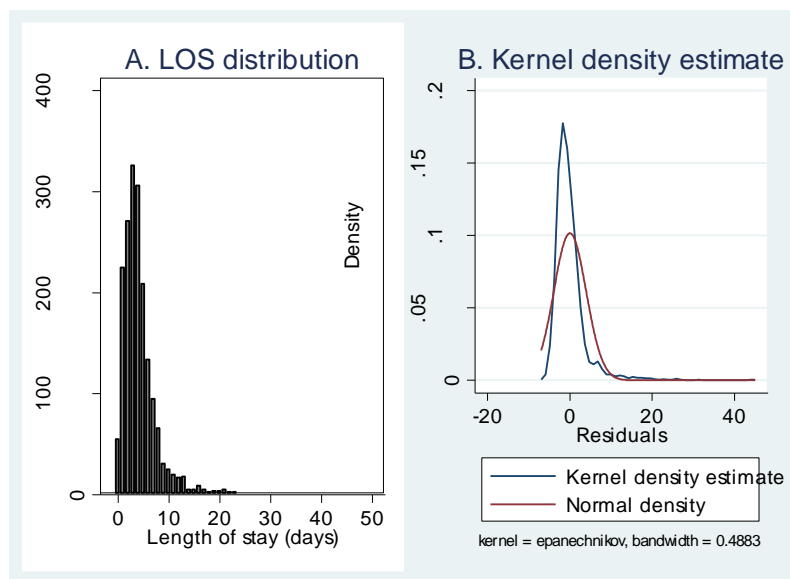 A. LOS distribution
400
300
200
100
0
0 10 20 30 40 50
Length of stay (days)
B. Kernel density estimate
Density
.2
.15
.1
.05
0
-20 0 20 40
Residuals
Kernel density estimate
Normal density
kernel = epanechnikov, bandwidth = 0.4883